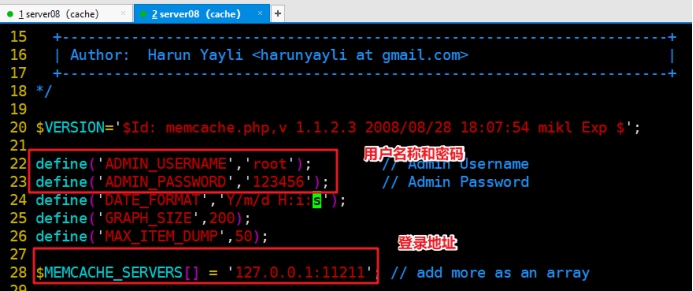 1 server08 (cache) 2 server08 (cache) +
15 +----------------------------------------------------------------------+
16 | Author:  Harun Yayli <harunyayli at gmail.com>                       |
17 +----------------------------------------------------------------------+
18 */
19
20 $VERSION='$Id: memcache.php,v 1.1.2.3 2008/08/28 18:07:54 mikl Exp $';
21
用户名称和密码
22 define('ADMIN_USERNAME','root'); // Admin Username
23 define('ADMIN_PASSWORD','123456'); // Admin Password
24 define('DATE_FORMAT','Y/m/d H:i:s');
25 define('GRAPH_SIZE',200);
26 define('MAX_ITEM_DUMP',50);
27
登录地址
28 $MEMCACHE_SERVERS[] = '127.0.0.1:11211'; // add more as an array